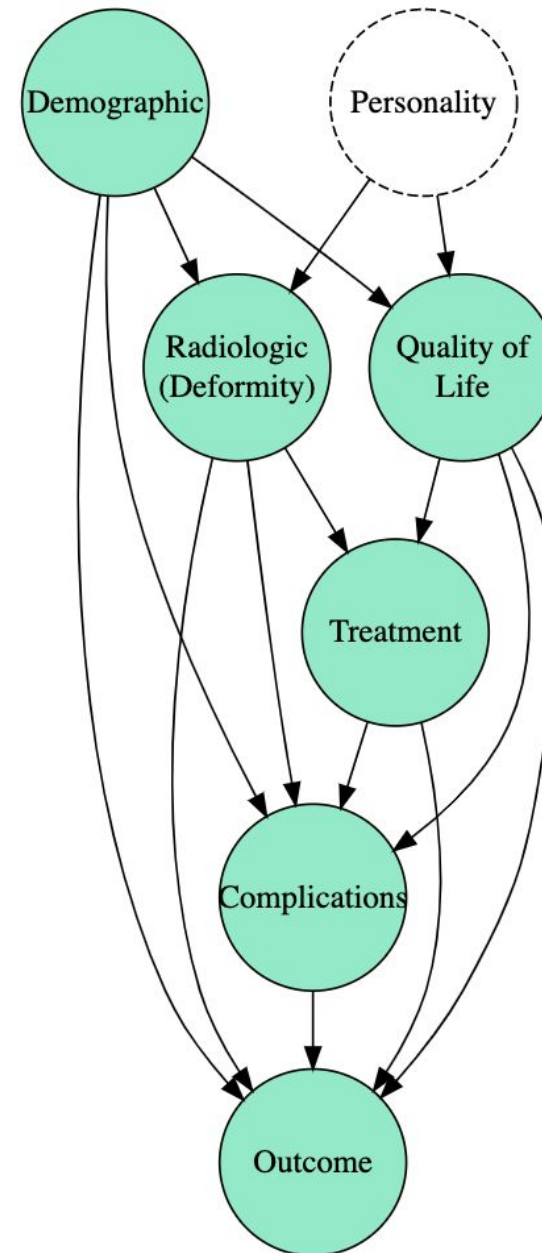 Demographic
Personality
Radiologic
(Deformity)
Quality of
Life
Treatment
Complications
Outcome